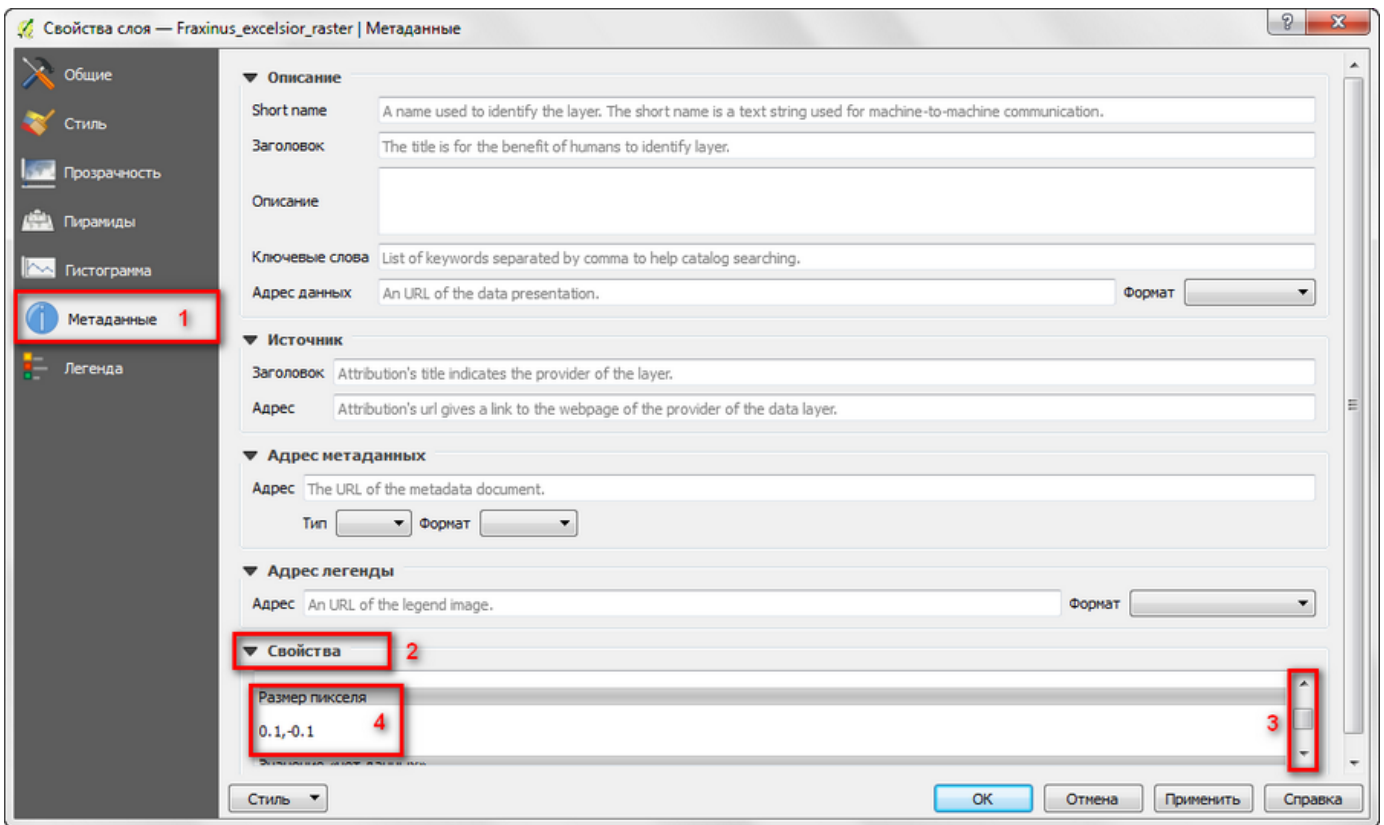 Свойства слоя — Fraxinus_excelsior_raster | Метаданные
?
X
Общие
Стиль
Прозрачность
Пирамиды
Гистограмма
Метаданные 1
Легенда
Описание
Short name A name used to identify the layer. The short name is a text string used for machine-to-machine communication.
Заголовок The title is for the benefit of humans to identify layer.
Описание
Ключевые слова List of keywords separated by comma to help catalog searching.
Адрес данных An URL of the data presentation. Формат
Источник
Заголовок Attribution's title indicates the provider of the layer.
Адрес Attribution's url gives a link to the webpage of the provider of the data layer.
Адрес метаданных
Адрес The URL of the metadata document.
Тип Формат
Адрес легенды
Адрес An URL of the legend image. Формат
Свойства 2
Размер пикселя
0.1,-0.1 4 3
Значение «нет данных»
Стиль OK Отмена Применить Справка